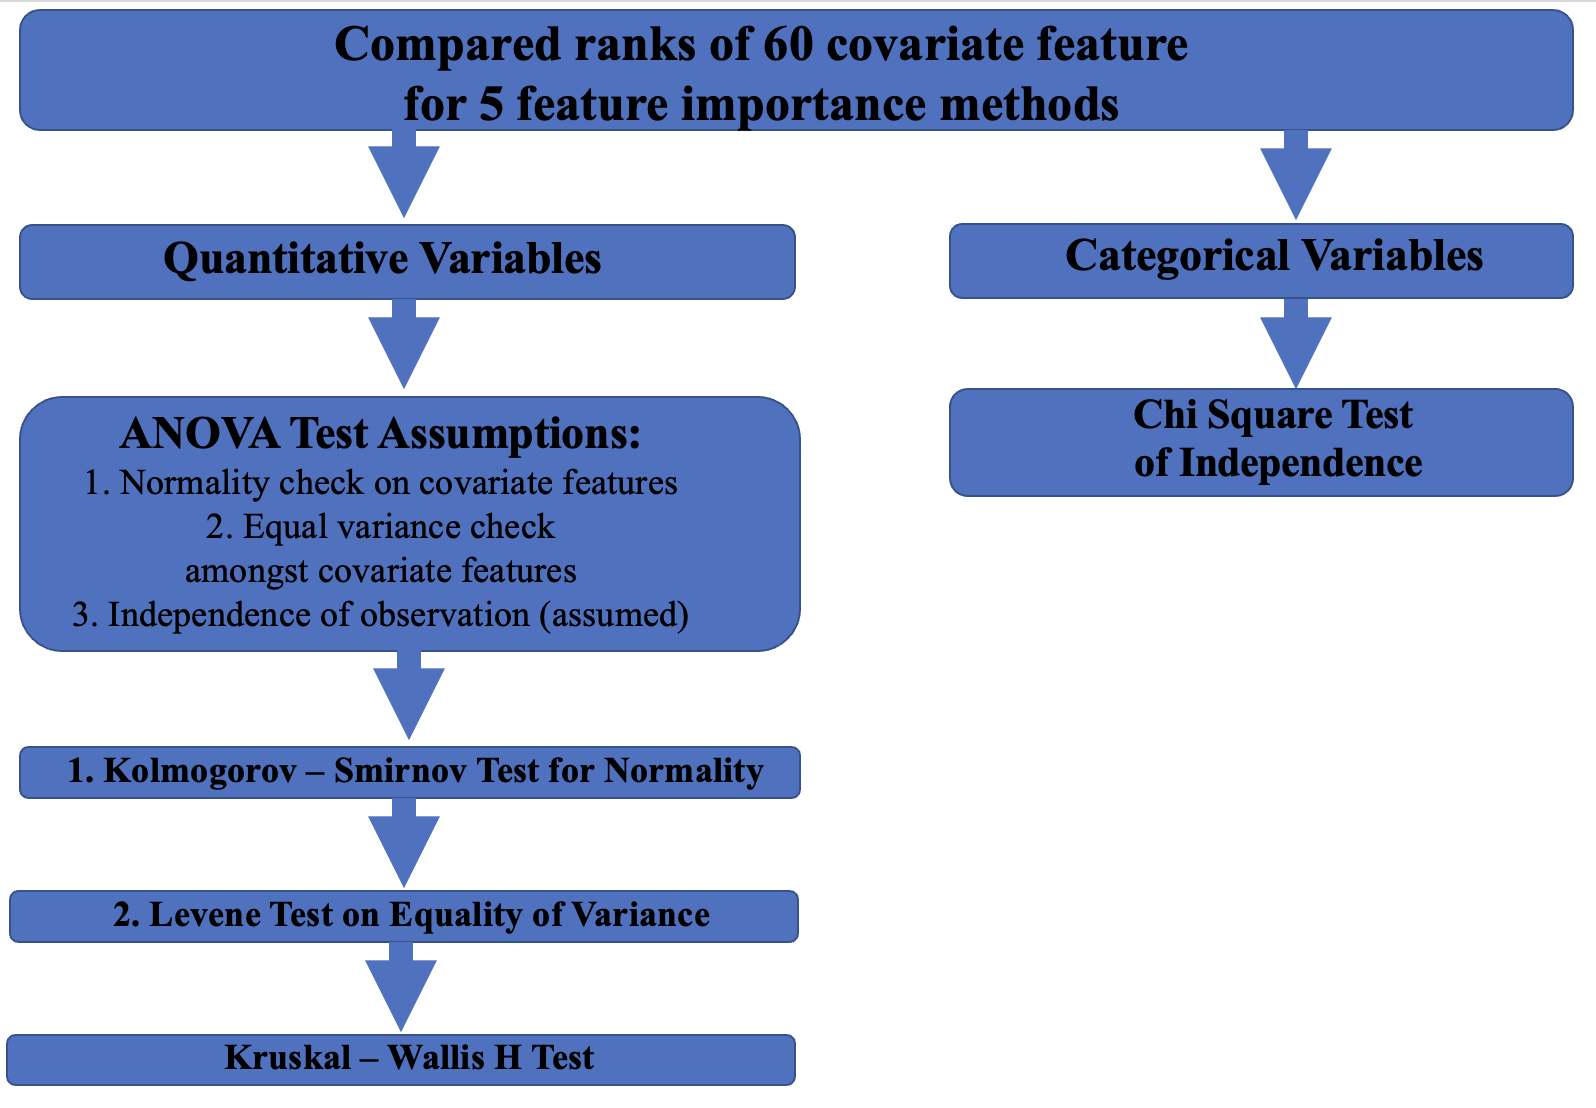 Compared ranks of 60 covariate feature
for 5 feature importance methods
Quantitative Variables
Categorical Variables
ANOVA Test Assumptions:
1. Normality check on covariate features
2. Equal variance check
amongst covariate features
3. Independence of observation (assumed)
Chi Square Test
of Independence
1. Kolmogorov – Smirnov Test for Normality
2. Levene Test on Equality of Variance
Kruskal – Wallis H Test